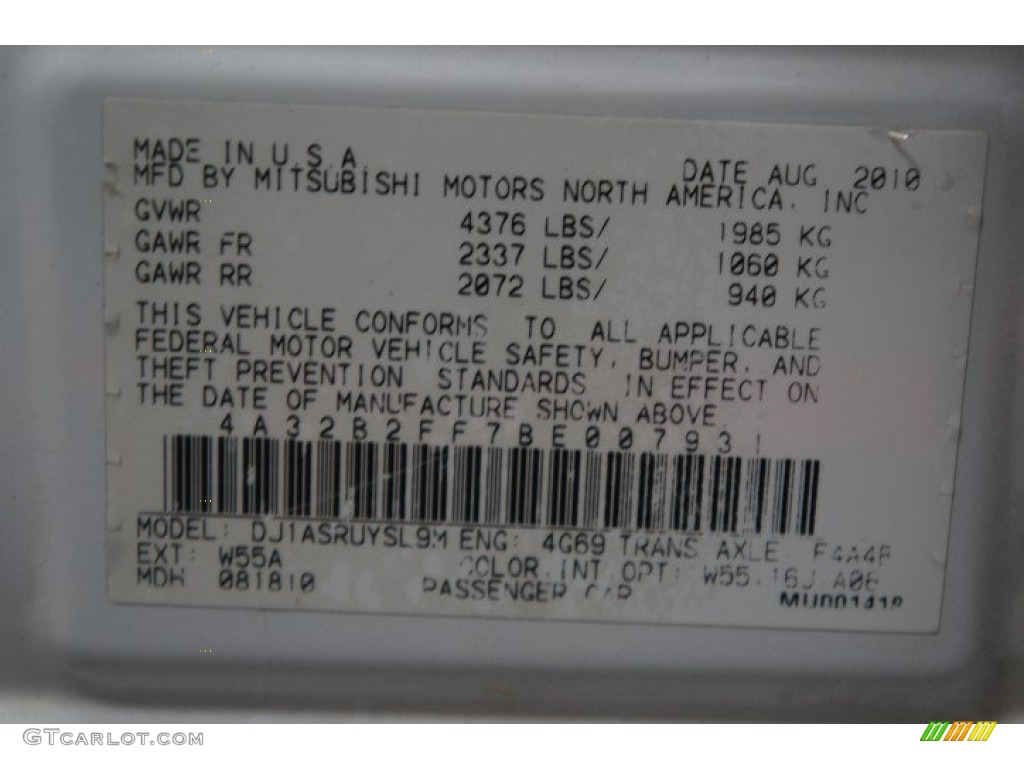 MADE IN U.S.A. DATE AUG 2010
MFD BY MITSUBISHI MOTORS NORTH AMERICA, INC
GVWR 4376 LBS/ 1985 KG
GAWR FR 2337 LBS/ 1060 KG
GAWR RR 2072 LBS/ 940 KG
THIS VEHICLE CONFORMS TO ALL APPLICABLE
FEDERAL MOTOR VEHICLE SAFETY, BUMPER, AND
THEFT PREVENTION STANDARDS IN EFFECT ON
THE DATE OF MANUFACTURE SHOWN ABOVE
4A32B2FF7BE007931
MODEL: DJ1ASRUYSL9M ENG: 4G69 TRANS AXLE
EXT: W55A COLOR.INT.OPT: W55.16J
MDH 081810 PASSENGER CAR
GTCARLOT.COM